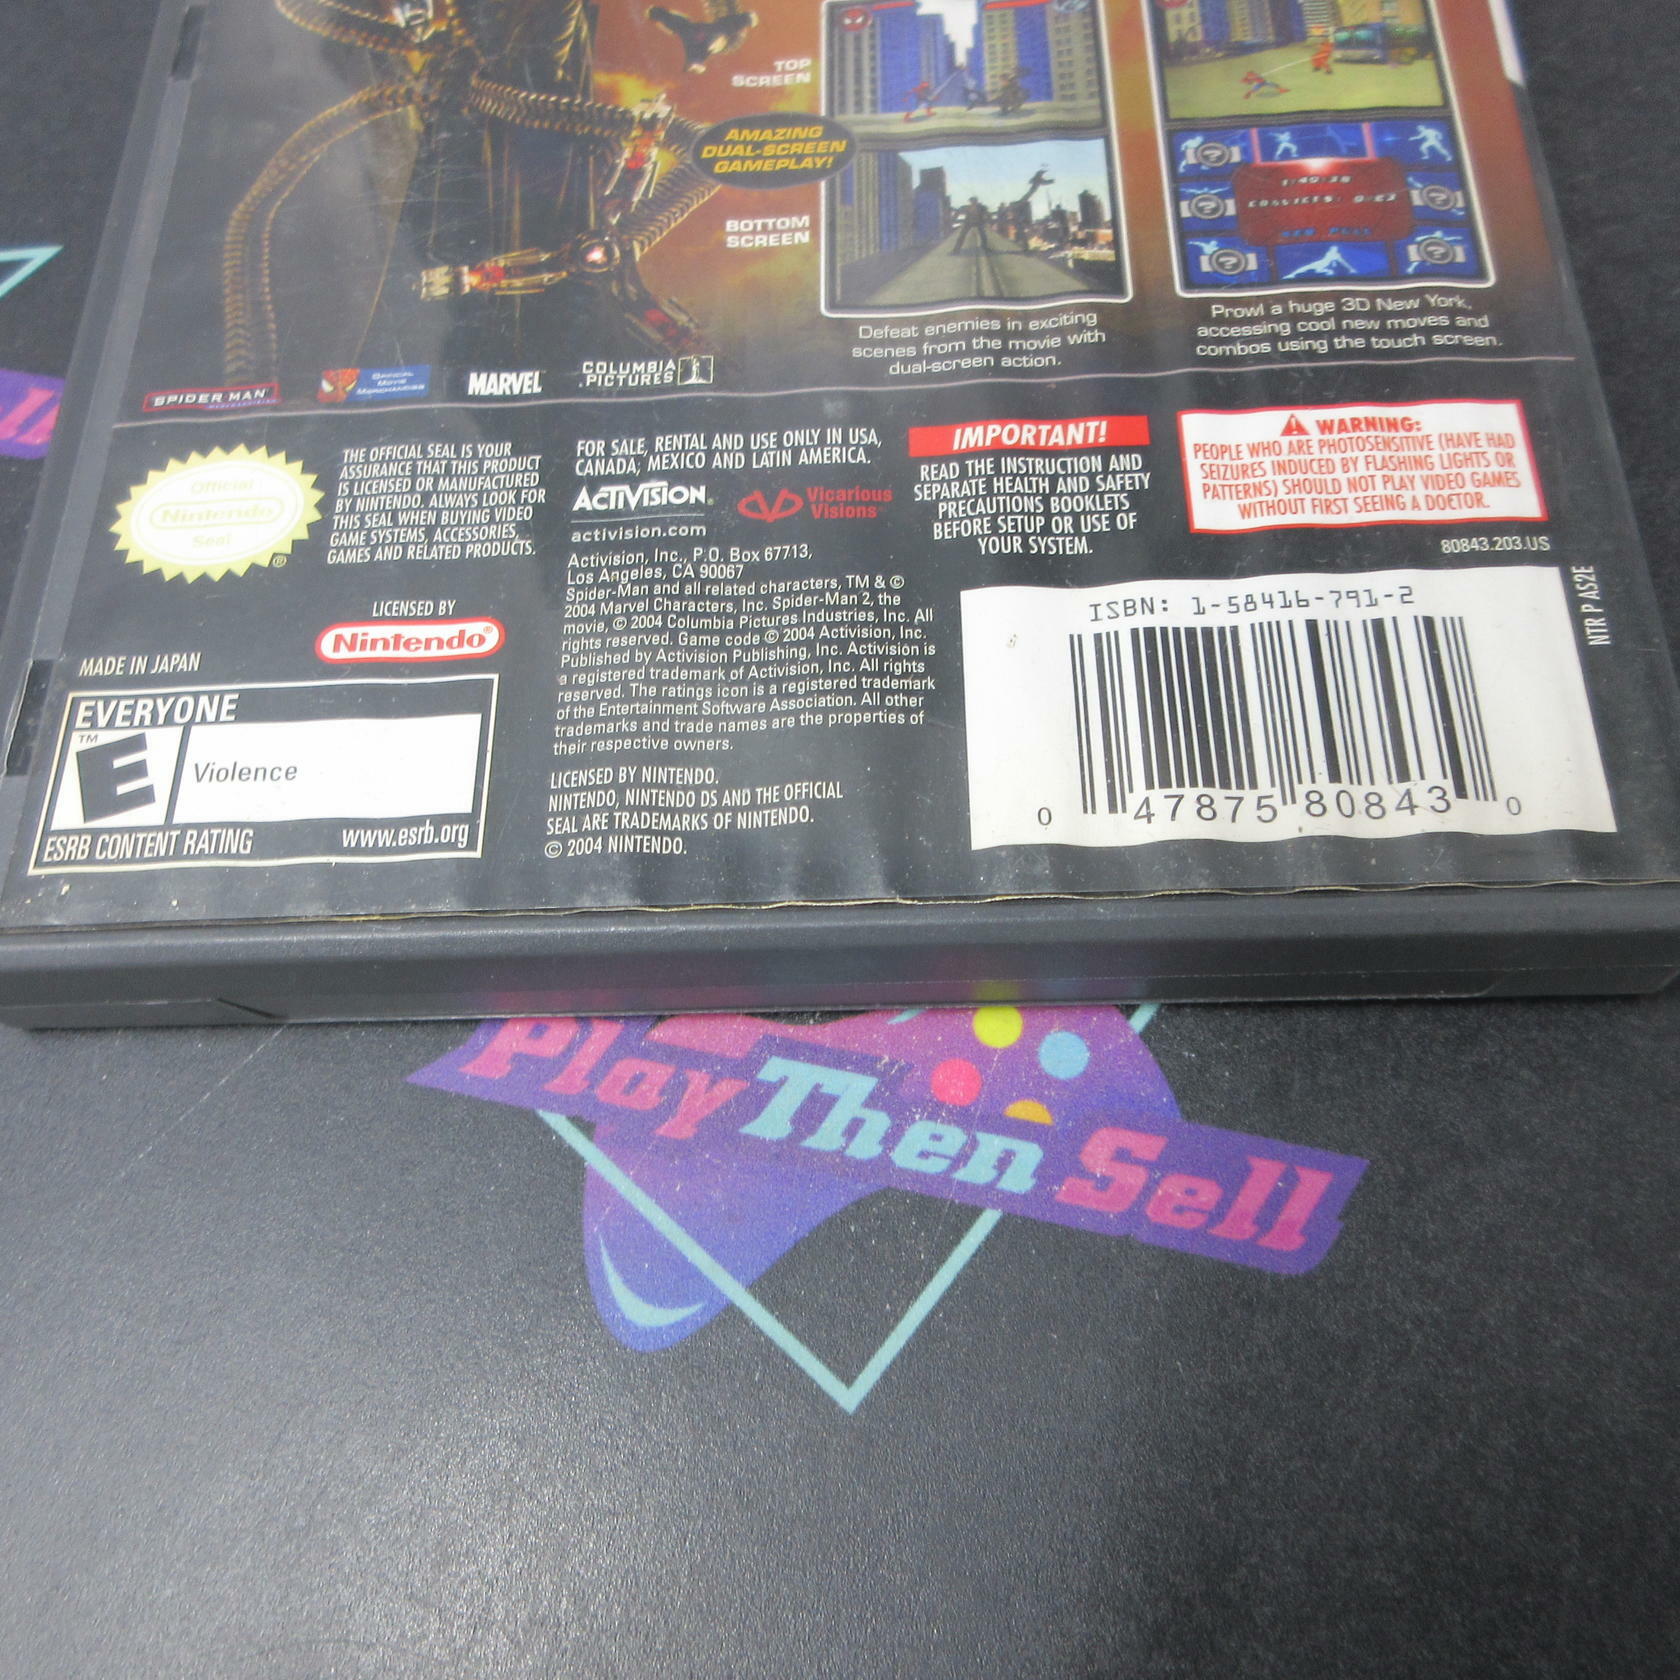 TOP
SCREEN
AMAZING
DUAL-SCREEN
GAMEPLAY!
BOTTOM
SCREEN
1:49:38
Defeat enemies in exciting
scenes from the movie with
dual-screen action.
Prowl a huge 3D New York,
accessing cool new moves and
combos using the touch screen.
SPIDER-MAN
OFFICIAL
MOVIE
MERCHANDISE
MARVEL
COLUMBIA
PICTURES
Official
Nintendo
Seal
®
THE OFFICIAL SEAL IS YOUR
ASSURANCE THAT THIS PRODUCT
IS LICENSED OR MANUFACTURED
BY NINTENDO. ALWAYS LOOK FOR
THIS SEAL WHEN BUYING VIDEO
GAME SYSTEMS, ACCESSORIES,
GAMES AND RELATED PRODUCTS.
LICENSED BY
Nintendo®
MADE IN JAPAN
EVERYONE
TM
E
Violence
ESRB CONTENT RATING www.esrb.org
FOR SALE, RENTAL AND USE ONLY IN USA,
CANADA, MEXICO AND LATIN AMERICA.
ACTIVISION®
Vicarious
Visions
activision.com
Activision, Inc., P.O. Box 67713,
Los Angeles, CA 90067
Spider-Man and all related characters, TM & ©
2004 Marvel Characters, Inc. Spider-Man 2, the
movie, © 2004 Columbia Pictures Industries, Inc. All
rights reserved. Game code © 2004 Activision, Inc.
Published by Activision Publishing, Inc. Activision is
a registered trademark of Activision, Inc. All rights
reserved. The ratings icon is a registered trademark
of the Entertainment Software Association. All other
trademarks and trade names are the properties of
their respective owners.
LICENSED BY NINTENDO.
NINTENDO, NINTENDO DS AND THE OFFICIAL
SEAL ARE TRADEMARKS OF NINTENDO.
© 2004 NINTENDO.
IMPORTANT!
READ THE INSTRUCTION AND
SEPARATE HEALTH AND SAFETY
PRECAUTIONS BOOKLETS
BEFORE SETUP OR USE OF
YOUR SYSTEM.
WARNING:
PEOPLE WHO ARE PHOTOSENSITIVE (HAVE HAD
SEIZURES INDUCED BY FLASHING LIGHTS OR
PATTERNS) SHOULD NOT PLAY VIDEO GAMES
WITHOUT FIRST SEEING A DOCTOR.
80843.203.US
ISBN: 1-58416-791-2
0 47875 80843 0
NTR P AS2E
Play Then Sell